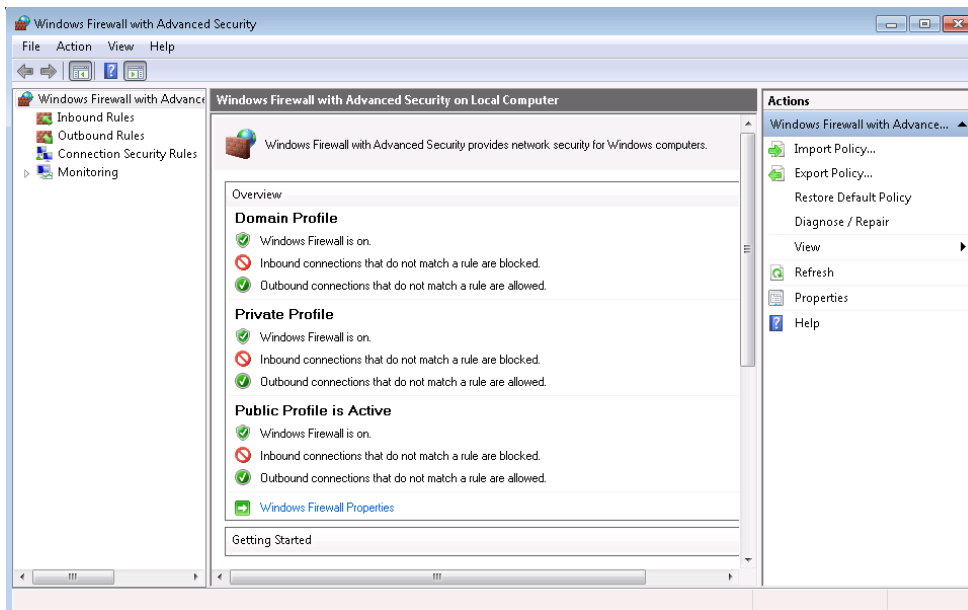 Windows Firewall with Advanced Security
File Action View Help
Windows Firewall with Advance
Inbound Rules
Outbound Rules
Connection Security Rules
Monitoring
Windows Firewall with Advanced Security on Local Computer
Windows Firewall with Advanced Security provides network security for Windows computers.
Overview
Domain Profile
Windows Firewall is on.
Inbound connections that do not match a rule are blocked.
Outbound connections that do not match a rule are allowed.
Private Profile
Windows Firewall is on.
Inbound connections that do not match a rule are blocked.
Outbound connections that do not match a rule are allowed.
Public Profile is Active
Windows Firewall is on.
Inbound connections that do not match a rule are blocked.
Outbound connections that do not match a rule are allowed.
Windows Firewall Properties
Getting Started
Actions
Windows Firewall with Advance...
Import Policy...
Export Policy...
Restore Default Policy
Diagnose / Repair
View
Refresh
Properties
Help